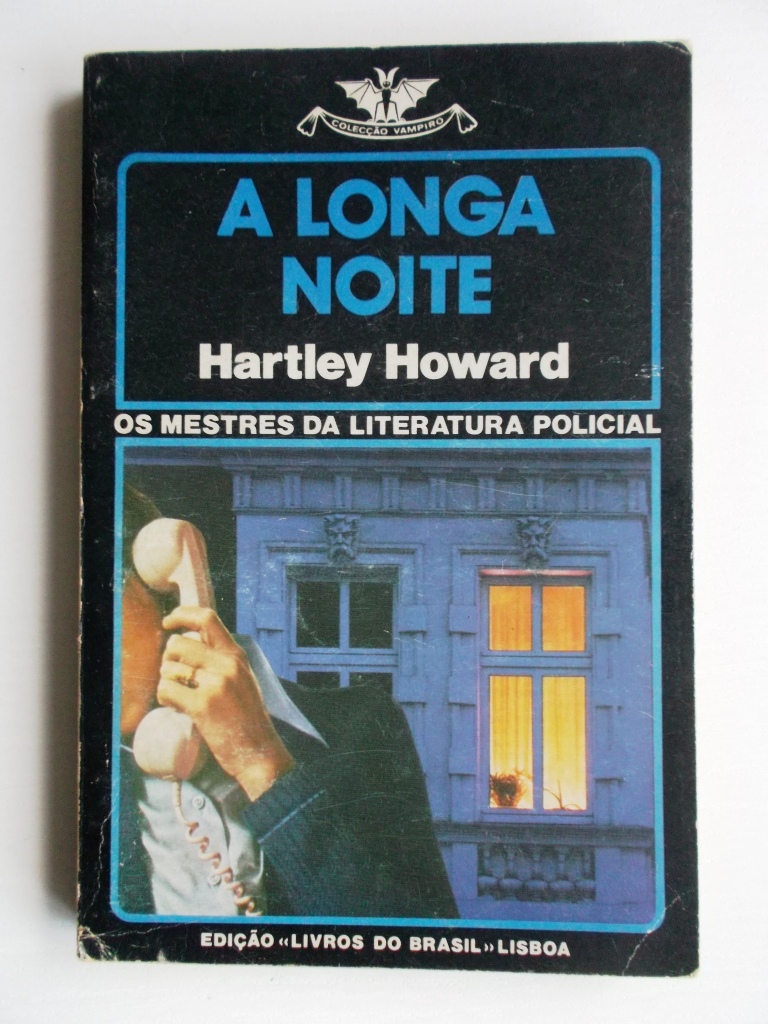 COLECÇÃO VAMPIRO
A LONGA
NOITE
Hartley Howard
OS MESTRES DA LITERATURA POLICIAL
EDIÇÃO «LIVROS DO BRASIL» LISBOA